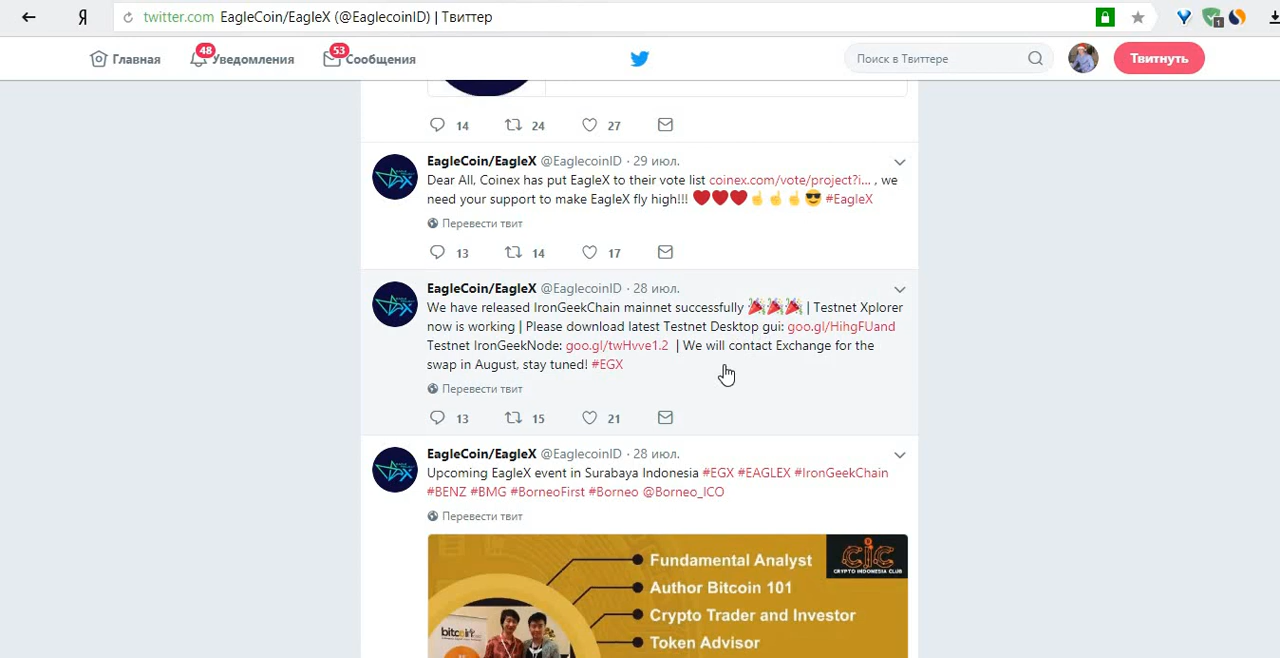 Я twitter.com EagleCoin/EagleX (@EaglecoinID) | Твиттер 1
Главная 48 Уведомления 53 Сообщения Поиск в Твиттере Твитнуть
14 24 27
EagleCoin/EagleX @EaglecoinID · 29 июл.
Dear All, Coinex has put EagleX to their vote list coinex.com/vote/project?i... , we
need your support to make EagleX fly high!!! ❤❤❤☝☝☝😎 #EagleX
Перевести твит
13 14 17
EagleCoin/EagleX @EaglecoinID · 28 июл.
We have released IronGeekChain mainnet successfully 🎉🎉🎉 | Testnet Xplorer
now is working | Please download latest Testnet Desktop gui: goo.gl/HihgFUand
Testnet IronGeekNode: goo.gl/twHvve1.2 | We will contact Exchange for the
swap in August, stay tuned! #EGX
Перевести твит
13 15 21
EagleCoin/EagleX @EaglecoinID · 28 июл.
Upcoming EagleX event in Surabaya Indonesia #EGX #EAGLEX #IronGeekChain
#BENZ #BMG #BorneoFirst #Borneo @Borneo_ICO
Перевести твит
Fundamental Analyst
CIC
CRYPTO INDONESIA CLUB
Author Bitcoin 101
Crypto Trader and Investor
Token Advisor